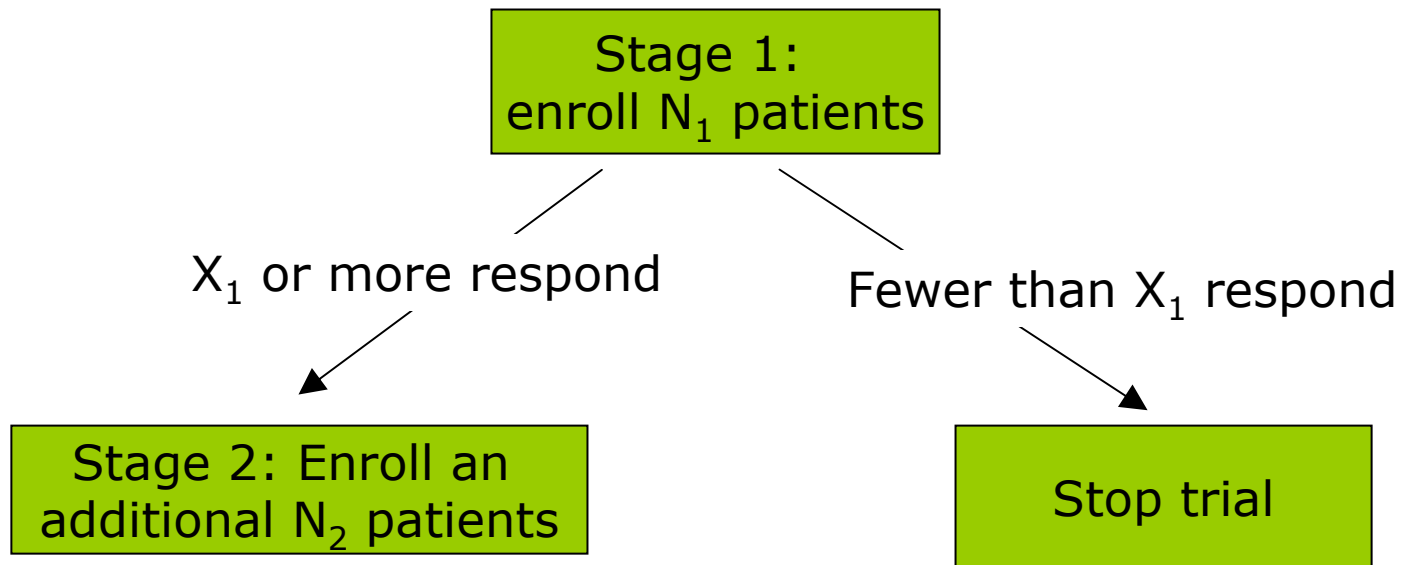 Stage 1:
enroll N₁ patients
X₁ or more respond
Fewer than X₁ respond
Stage 2: Enroll an
additional N₂ patients
Stop trial